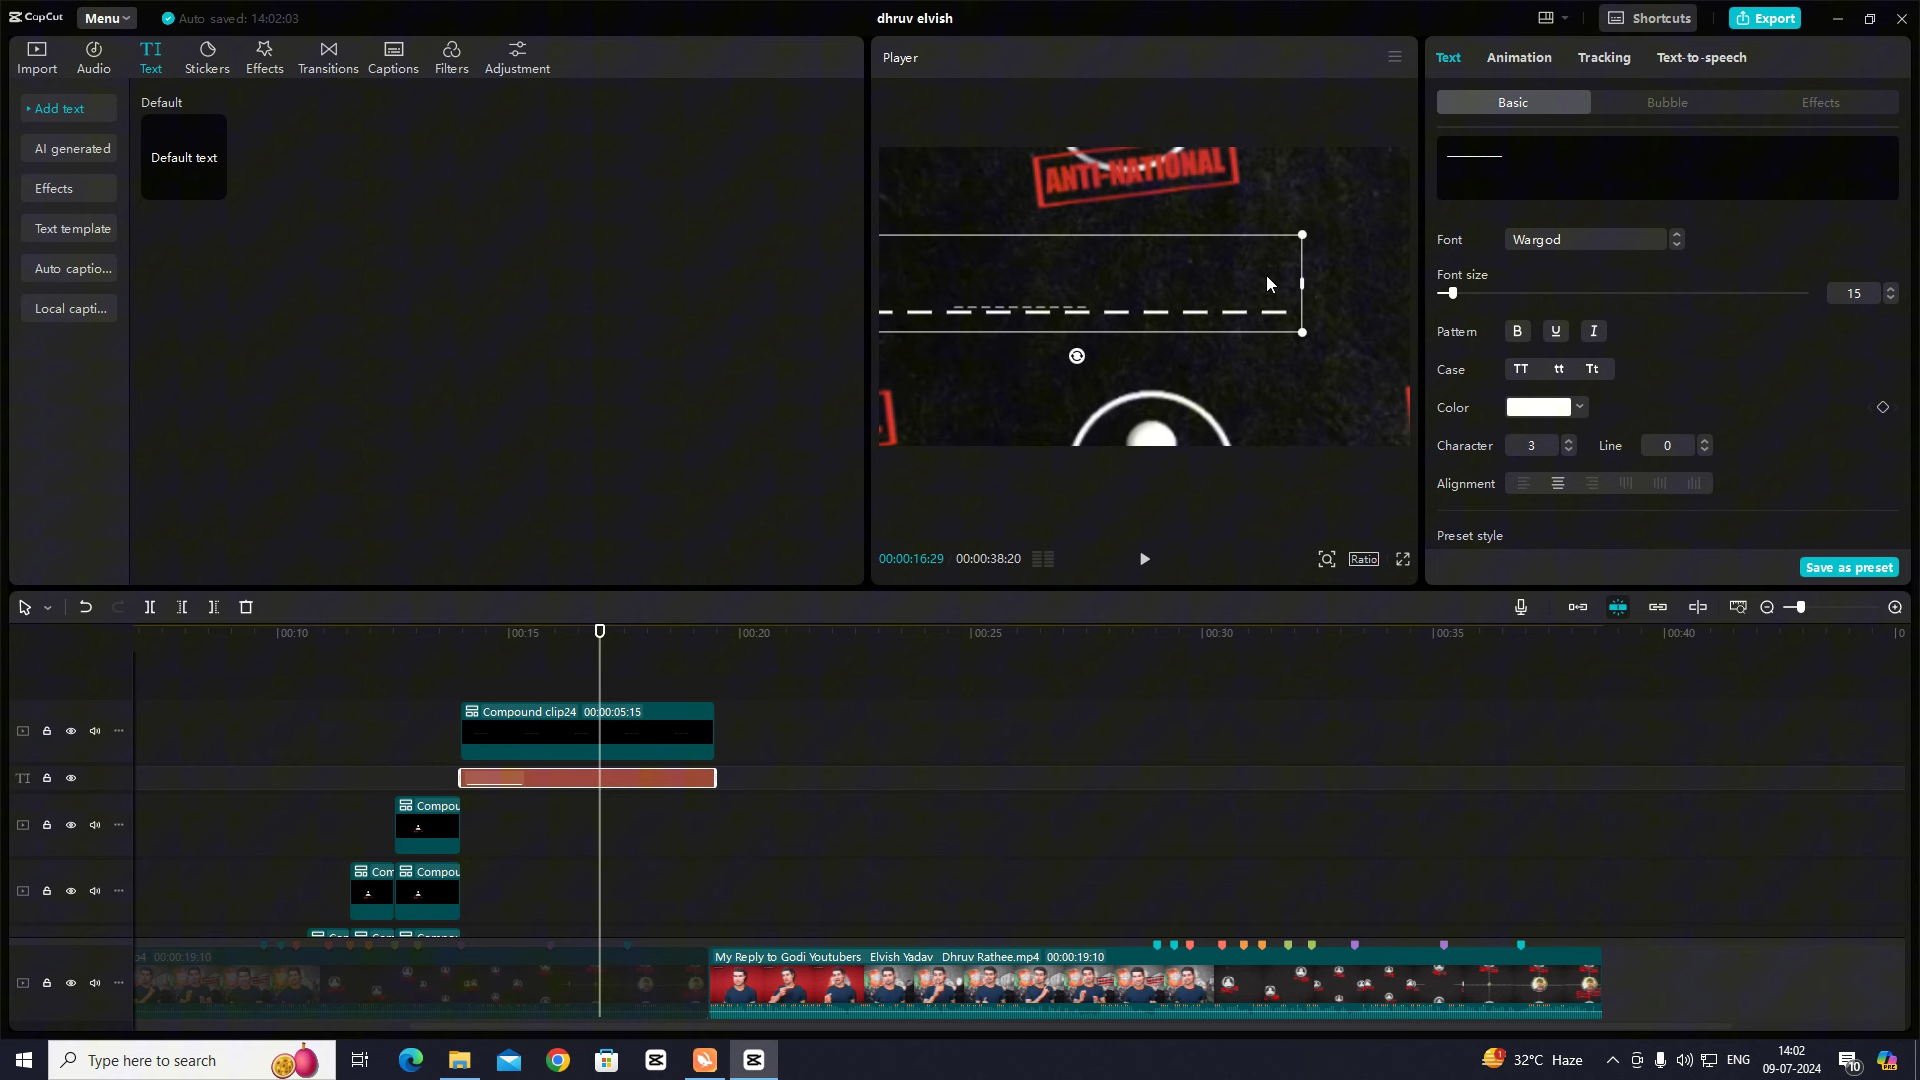 CapCut
Menu
Auto saved: 14:02:03
dhruv elvish
Shortcuts
Export
Import
Audio
TI
Text
Stickers
Effects
Transitions
Captions
Filters
Adjustment
Add text
AI generated
Effects
Text template
Auto captio...
Local capti...
Default
Default text
Player
ANTI-NATIONAL
00:00:16:29
00:00:38:20
Ratio
Text
Animation
Tracking
Text-to-speech
Basic
Bubble
Effects
Font
Wargod
Font size
15
Pattern
B
U
I
Case
TT
tt
Tt
Color
Character
3
Line
0
Alignment
Preset style
Save as preset
00:10
00:15
00:20
00:25
00:30
00:35
00:40
0
Compound clip24 00:00:05:15
TI
Compou
Com
Compou
p4 00:00:19:10
My Reply to Godi Youtubers Elvish Yadav Dhruv Rathee.mp4 00:00:19:10
Type here to search
1
32°C Haze
ENG
14:02
09-07-2024
10
PRE